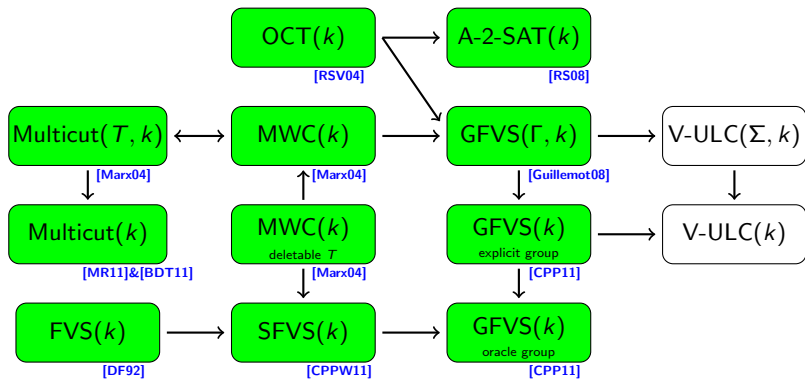 OCT(k)
A-2-SAT(k)
[RSV04]
[RS08]
Multicut(T, k)
MWC(k)
GFVS(Γ, k)
V-ULC(Σ, k)
[Marx04]
[Marx04]
[Guillemot08]
Multicut(k)
MWC(k)
deletable T
GFVS(k)
explicit group
V-ULC(k)
[MR11]&[BDT11]
[Marx04]
[CPP11]
FVS(k)
SFVS(k)
GFVS(k)
oracle group
[DF92]
[CPPW11]
[CPP11]